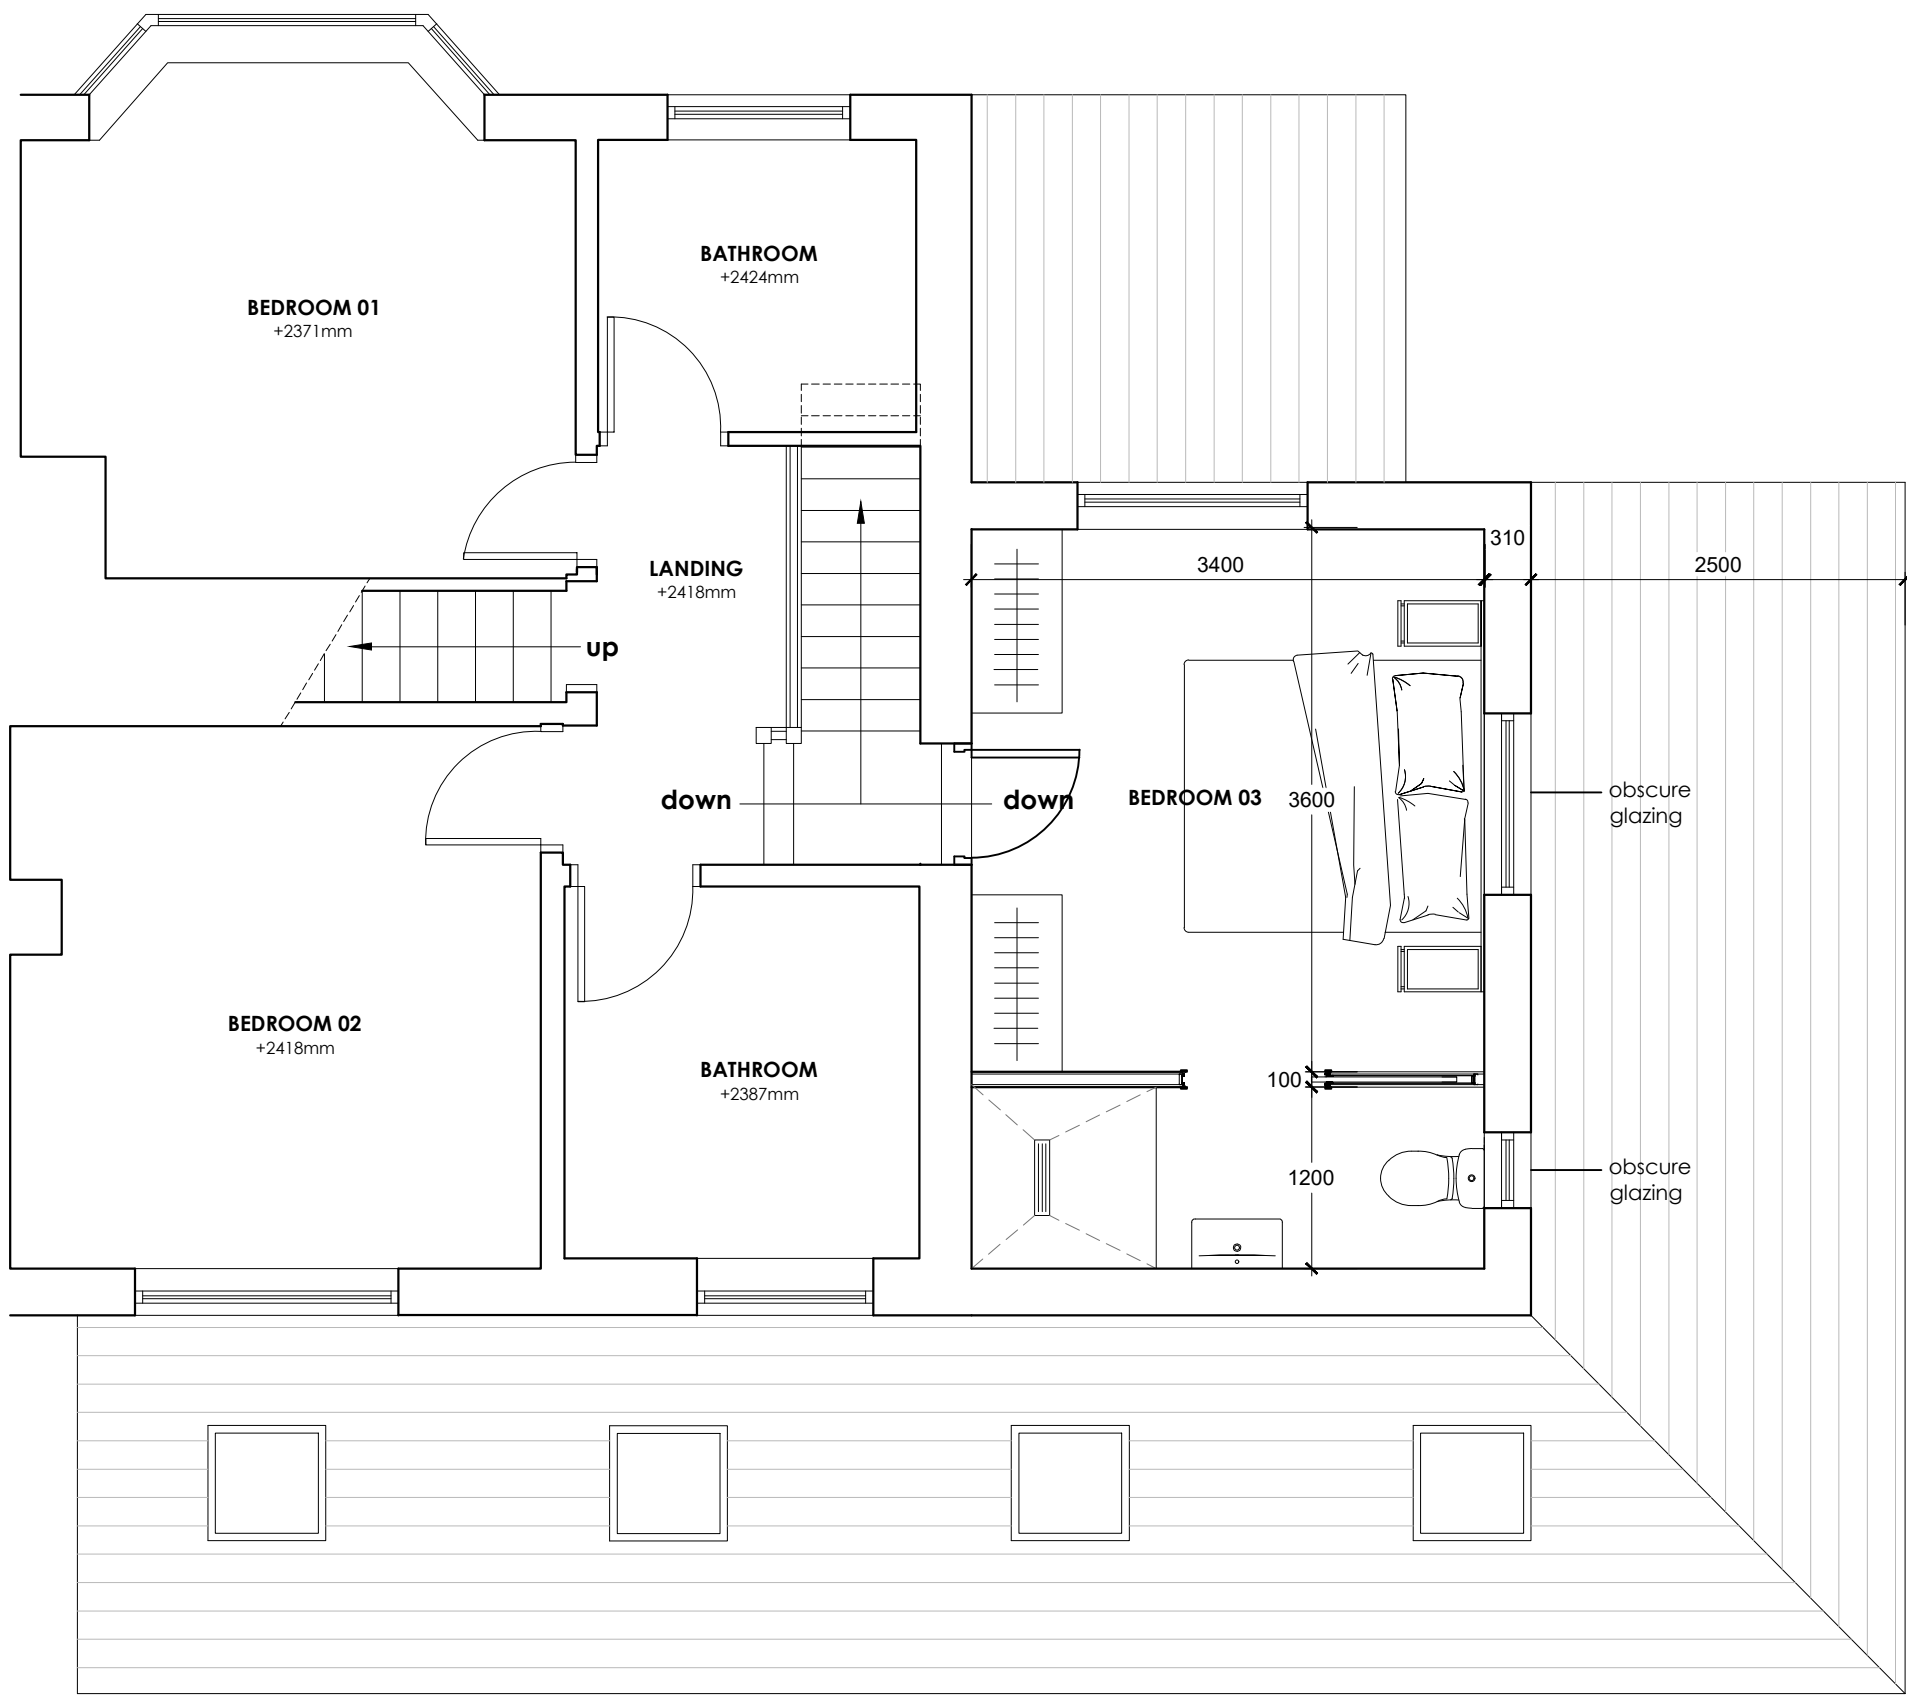 BATHROOM
+2424mm
BEDROOM 01
+2371mm
310
3400
2500
LANDING
+2418mm
up
down
down
BEDROOM 03
3600
obscure
glazing
BEDROOM 02
+2418mm
BATHROOM
+2387mm
100
1200
obscure
glazing